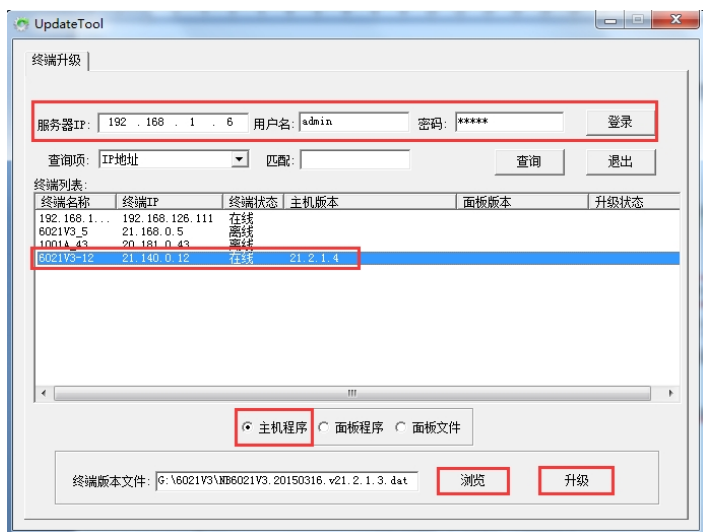 UpdateTool
终端升级
服务器IP: 192 . 168 . 1 . 6 用户名: admin 密码: ***** 登录
查询项: IP地址 匹配: 查询 退出
终端列表:
终端名称 终端IP 终端状态 主机版本 面板版本 升级状态
192.168.1... 192.168.126.111 在线
6021V3_5 21.168.0.5 离线
1001A_43 20.181.0.43 离线
6021V3-12 21.140.0.12 在线 21.2.1.4
主机程序 面板程序 面板文件
终端版本文件: G:\6021V3\NB6021V3.20150316.v21.2.1.3.dat 浏览 升级